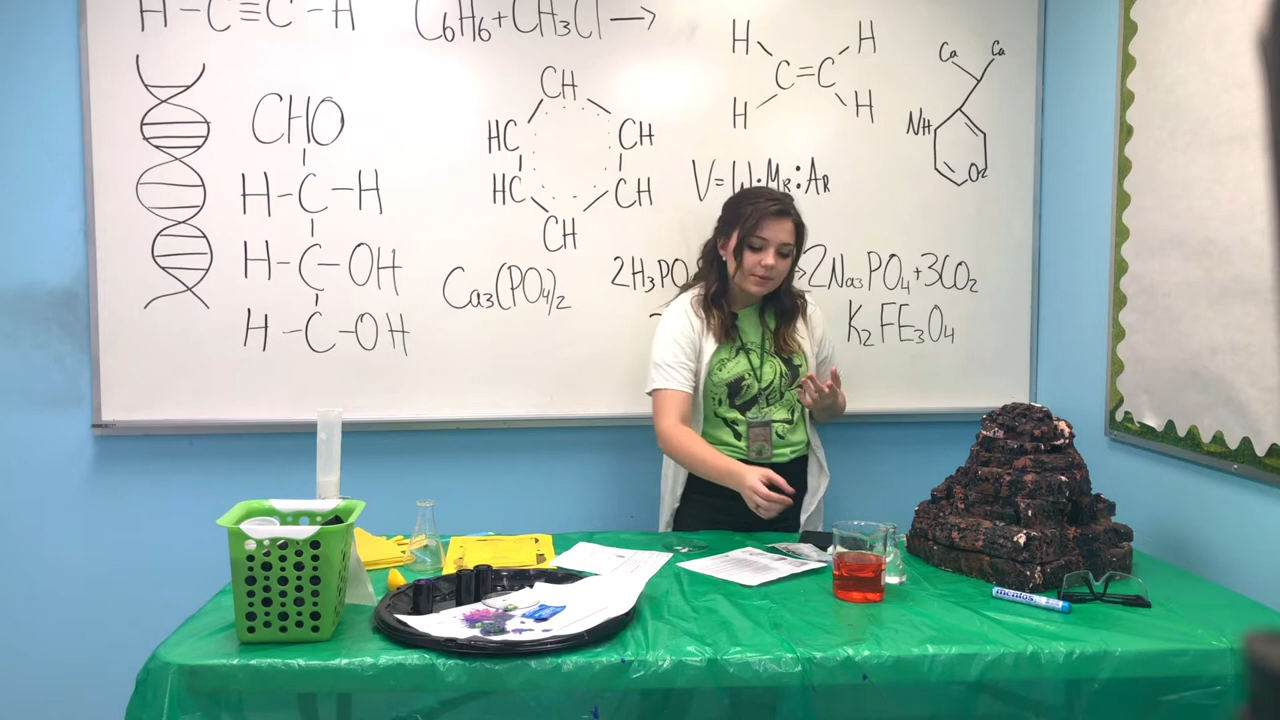 H-C≡C-H
C6H6+CH3Cl→
H H
C=C
H H
Ca Ca
NH
O2
CHO
H-C-H
H-C-OH
H-C-OH
CH
HC CH
HC CH
CH
V= Mr:Ar
Ca3(PO4)2
2H3PO →2Na3PO4+3CO2
K2FE3O4
mentos